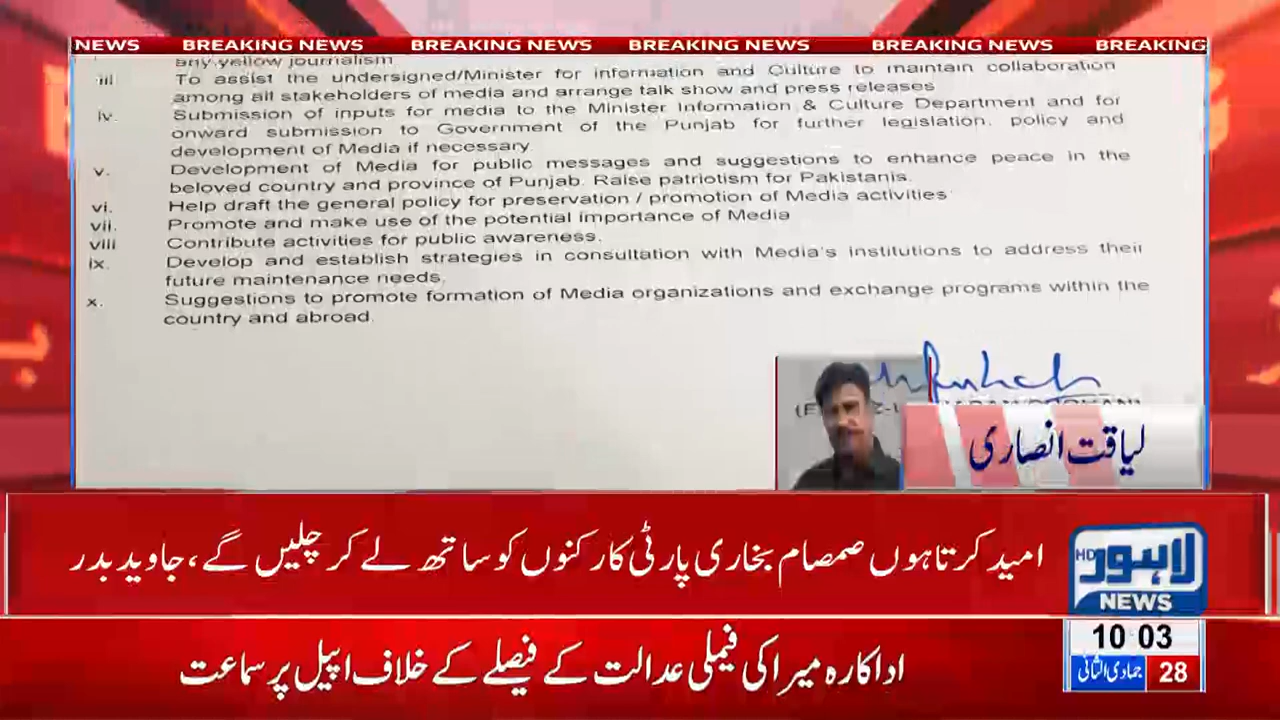 NEWS BREAKING NEWS BREAKING NEWS BREAKING NEWS BREAKING NEWS BREAKING
any yellow journalism
iii To assist the undersigned/Minister for information and Culture to maintain collaboration
among all stakeholders of media and arrange talk show and press releases
iv. Submission of inputs for media to the Minister Information & Culture Department and for
onward submission to Government of the Punjab for further legislation, policy and
development of Media if necessary
v. Development of Media for public messages and suggestions to enhance peace in the
beloved country and province of Punjab. Raise patriotism for Pakistanis.
vi. Help draft the general policy for preservation / promotion of Media activities
vii. Promote and make use of the potential importance of Media
viii Contribute activities for public awareness.
ix. Develop and establish strategies in consultation with Media's institutions to address their
future maintenance needs.
x. Suggestions to promote formation of Media organizations and exchange programs within the
country and abroad.
لیاقت انصاری
امید کرتا ہوں صمصام بخاری پارٹی کارکنوں کو ساتھ لے کر چلیں گے، جاوید بدر
لاہور HD
NEWS
10 03
28 جمادی الثانی
اداکارہ میرا کی فیملی عدالت کے فیصلے کے خلاف اپیل پر سماعت